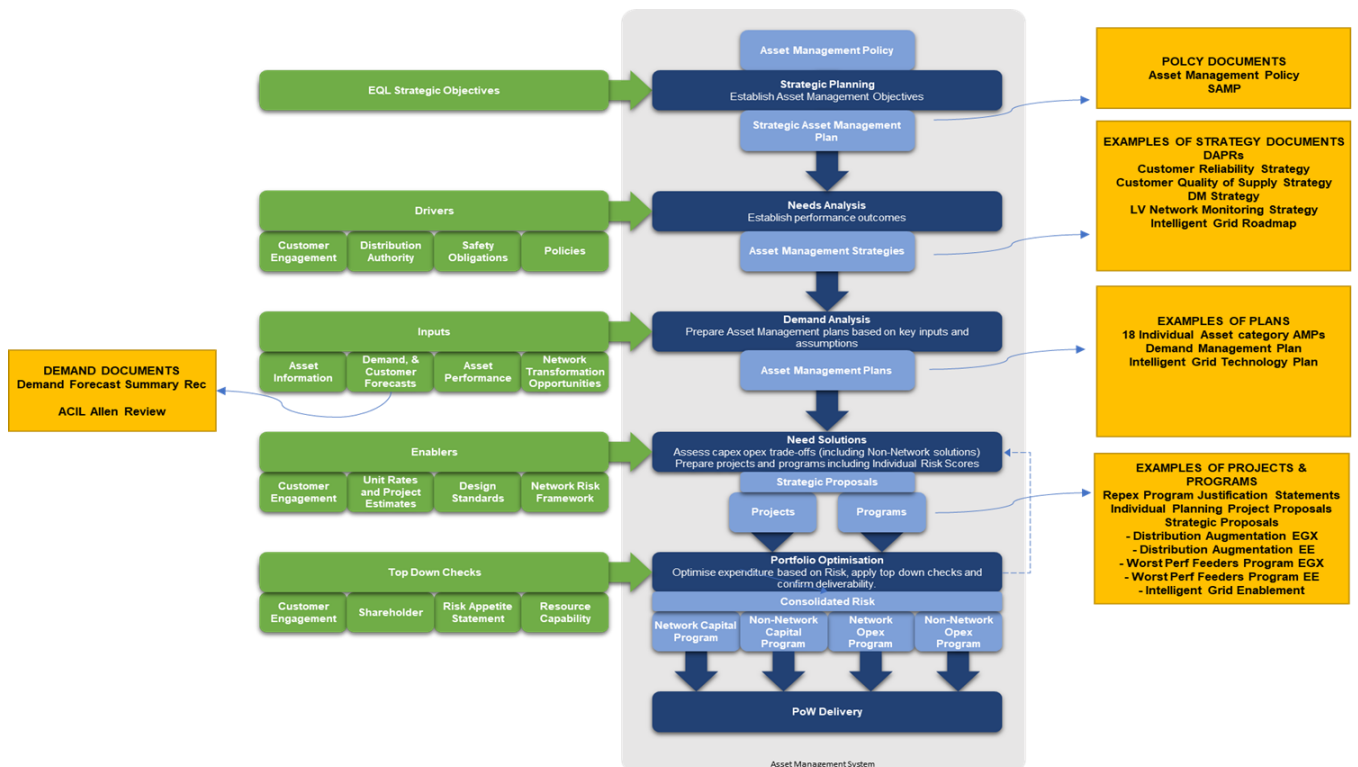 Asset Management Policy
EQL Strategic Objectives
Strategic Planning
Establish Asset Management Objectives
Strategic Asset Management
Plan
POLCY DOCUMENTS
Asset Management Policy
SAMP
Drivers
Customer
Engagement
Distribution
Authority
Safety
Obligations
Policies
Needs Analysis
Establish performance outcomes
Asset Management Strategies
EXAMPLES OF STRATEGY DOCUMENTS
DAPRs
Customer Reliability Strategy
Customer Quality of Supply Strategy
DM Strategy
LV Network Monitoring Strategy
Intelligent Grid Roadmap
Inputs
Asset
Information
Demand, &
Customer
Forecasts
Asset
Performance
Network
Transformation
Opportunities
DEMAND DOCUMENTS
Demand Forecast Summary Rec
ACIL Allen Review
Demand Analysis
Prepare Asset Management plans based on key inputs and
assumptions
Asset Management Plans
EXAMPLES OF PLANS
18 Individual Asset category AMPs
Demand Management Plan
Intelligent Grid Technology Plan
Enablers
Customer
Engagement
Unit Rates
and Project
Estimates
Design
Standards
Network Risk
Framework
Need Solutions
Assess capex opex trade-offs (including Non-Network solutions)
Prepare projects and programs including Individual Risk Scores
Strategic Proposals
Projects
Programs
EXAMPLES OF PROJECTS &
PROGRAMS
Repex Program Justification Statements
Individual Planning Project Proposals
Strategic Proposals
- Distribution Augmentation EGX
- Distribution Augmentation EE
- Worst Perf Feeders Program EGX
- Worst Perf Feeders Program EE
- Intelligent Grid Enablement
Top Down Checks
Customer
Engagement
Shareholder
Risk Appetite
Statement
Resource
Capability
Portfolio Optimisation
Optimise expenditure based on Risk, apply top down checks and
confirm deliverability.
Consolidated Risk
Network Capital
Program
Non-Network
Capital
Program
Network
Opex
Program
Non-Network
Opex
Program
PoW Delivery
Asset Management System